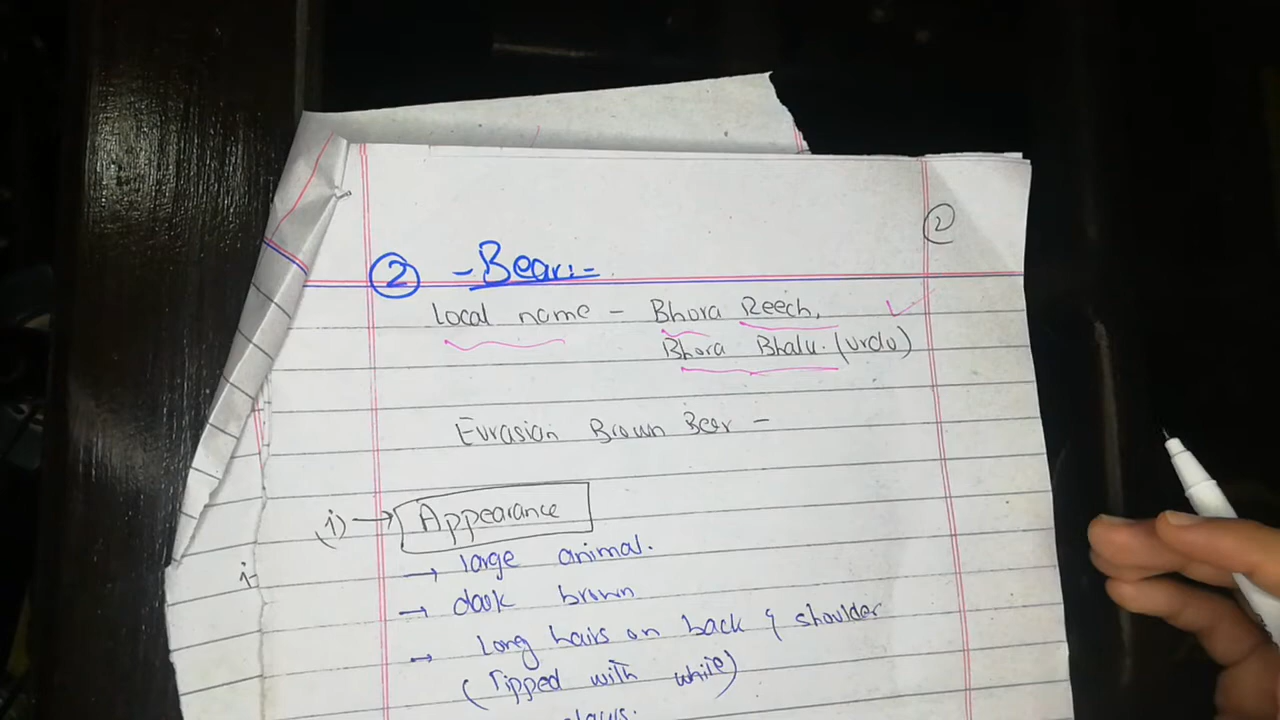 2
2 -Bear:-
Local name - Bhora Reech,
Bhora Bhalu. (urdu)
Eurasian Brown Bear -
(i) → Appearance
i-
→ large animal.
→ dark brown
→ Long hairs on back & shoulder
(Tipped with white)
claws.